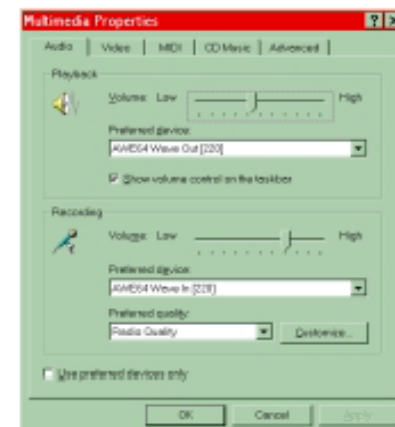 Multimedia Properties
Audio Video MIDI CD Music Advanced
Playback
Volume: Low High
Preferred device:
AWE64 Wave Out [220]
Show volume control on the taskbar
Recording
Volume: Low High
Preferred device:
AWE64 Wave In [220]
Preferred quality:
Radio Quality Customize...
Use preferred devices only
OK Cancel Apply